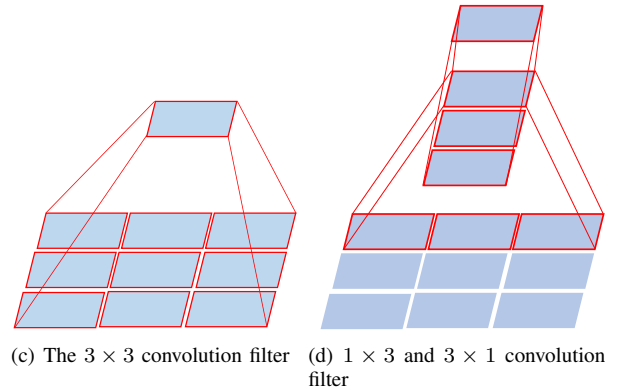 (c) The 3 × 3 convolution filter
(d) 1 × 3 and 3 × 1 convolution
filter